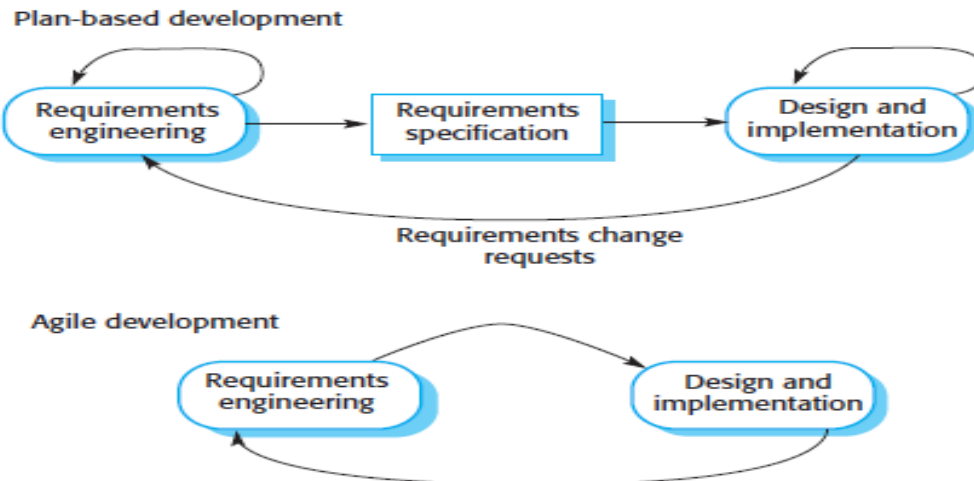 Plan-based development
Requirements
engineering
Requirements
specification
Design and
implementation
Requirements change
requests
Agile development
Requirements
engineering
Design and
implementation